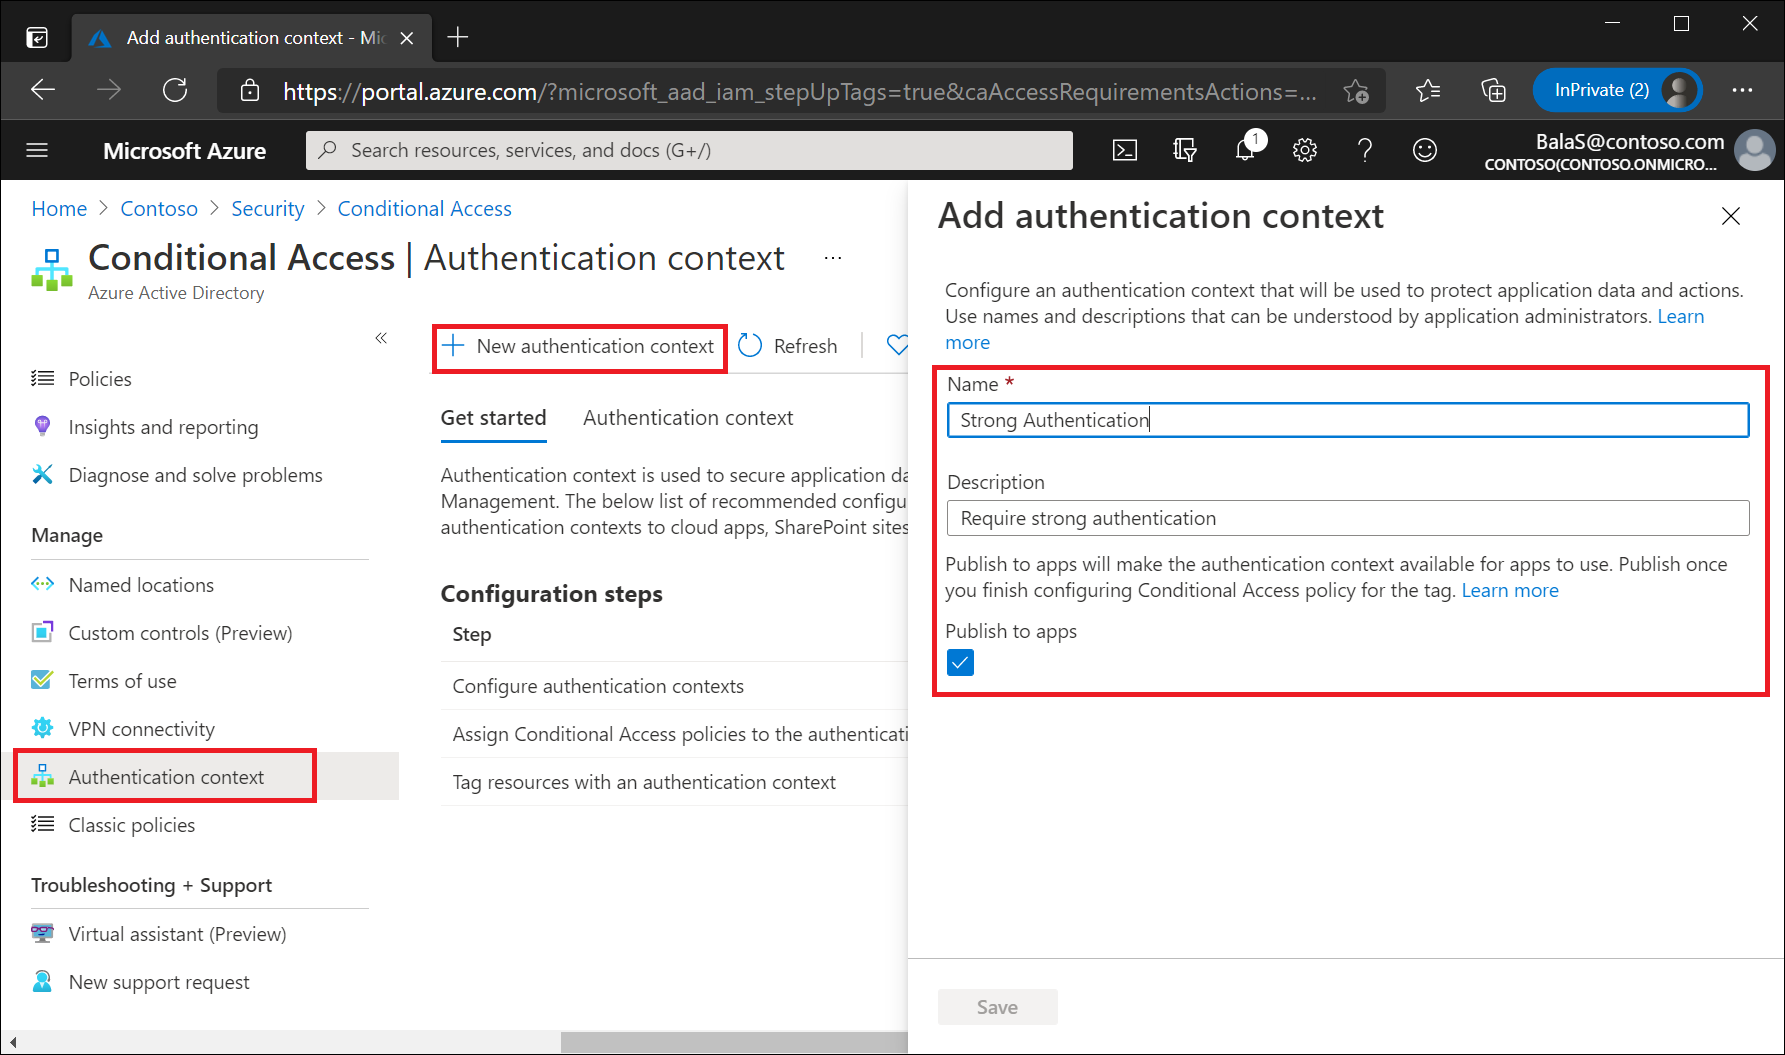 Add authentication context - Mic
https://portal.azure.com/?microsoft_aad_iam_stepUpTags=true&caAccessRequirementsActions=...
InPrivate (2)
Microsoft Azure
Search resources, services, and docs (G+/)
1
BalaS@contoso.com
CONTOSO(CONTOSO.ONMICRO...
Home > Contoso > Security > Conditional Access
Conditional Access | Authentication context
...
Azure Active Directory
«
Policies
Insights and reporting
Diagnose and solve problems
Manage
Named locations
Custom controls (Preview)
Terms of use
VPN connectivity
Authentication context
Classic policies
Troubleshooting + Support
Virtual assistant (Preview)
New support request
New authentication context
Refresh
Get started
Authentication context
Authentication context is used to secure application da
Management. The below list of recommended configu
authentication contexts to cloud apps, SharePoint sites
Configuration steps
Step
Configure authentication contexts
Assign Conditional Access policies to the authenticati
Tag resources with an authentication context
Add authentication context
Configure an authentication context that will be used to protect application data and actions.
Use names and descriptions that can be understood by application administrators. Learn
more
Name *
Strong Authentication
Description
Require strong authentication
Publish to apps will make the authentication context available for apps to use. Publish once
you finish configuring Conditional Access policy for the tag. Learn more
Publish to apps
Save